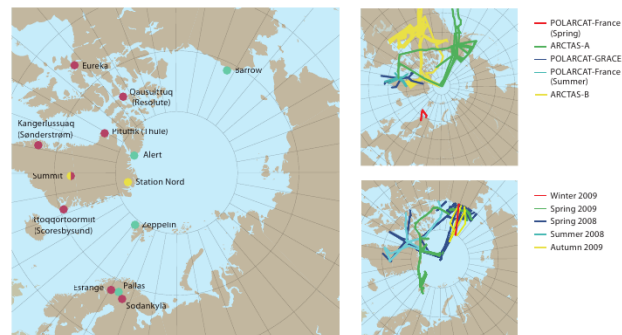 Eureka
Barrow
Qausuittuq
(Resolute)
Kangerlussuaq
(Sønderstrøm)
Pituffik (Thule)
Alert
Summit
Station Nord
Ittoqqortoormiit
(Scoresbysund)
Zeppelin
Esrange
Pallas
Sodankylä
POLARCAT-France
(Spring)
ARCTAS-A
POLARCAT-GRACE
POLARCAT-France
(Summer)
ARCTAS-B
Winter 2009
Spring 2009
Spring 2008
Summer 2008
Autumn 2009